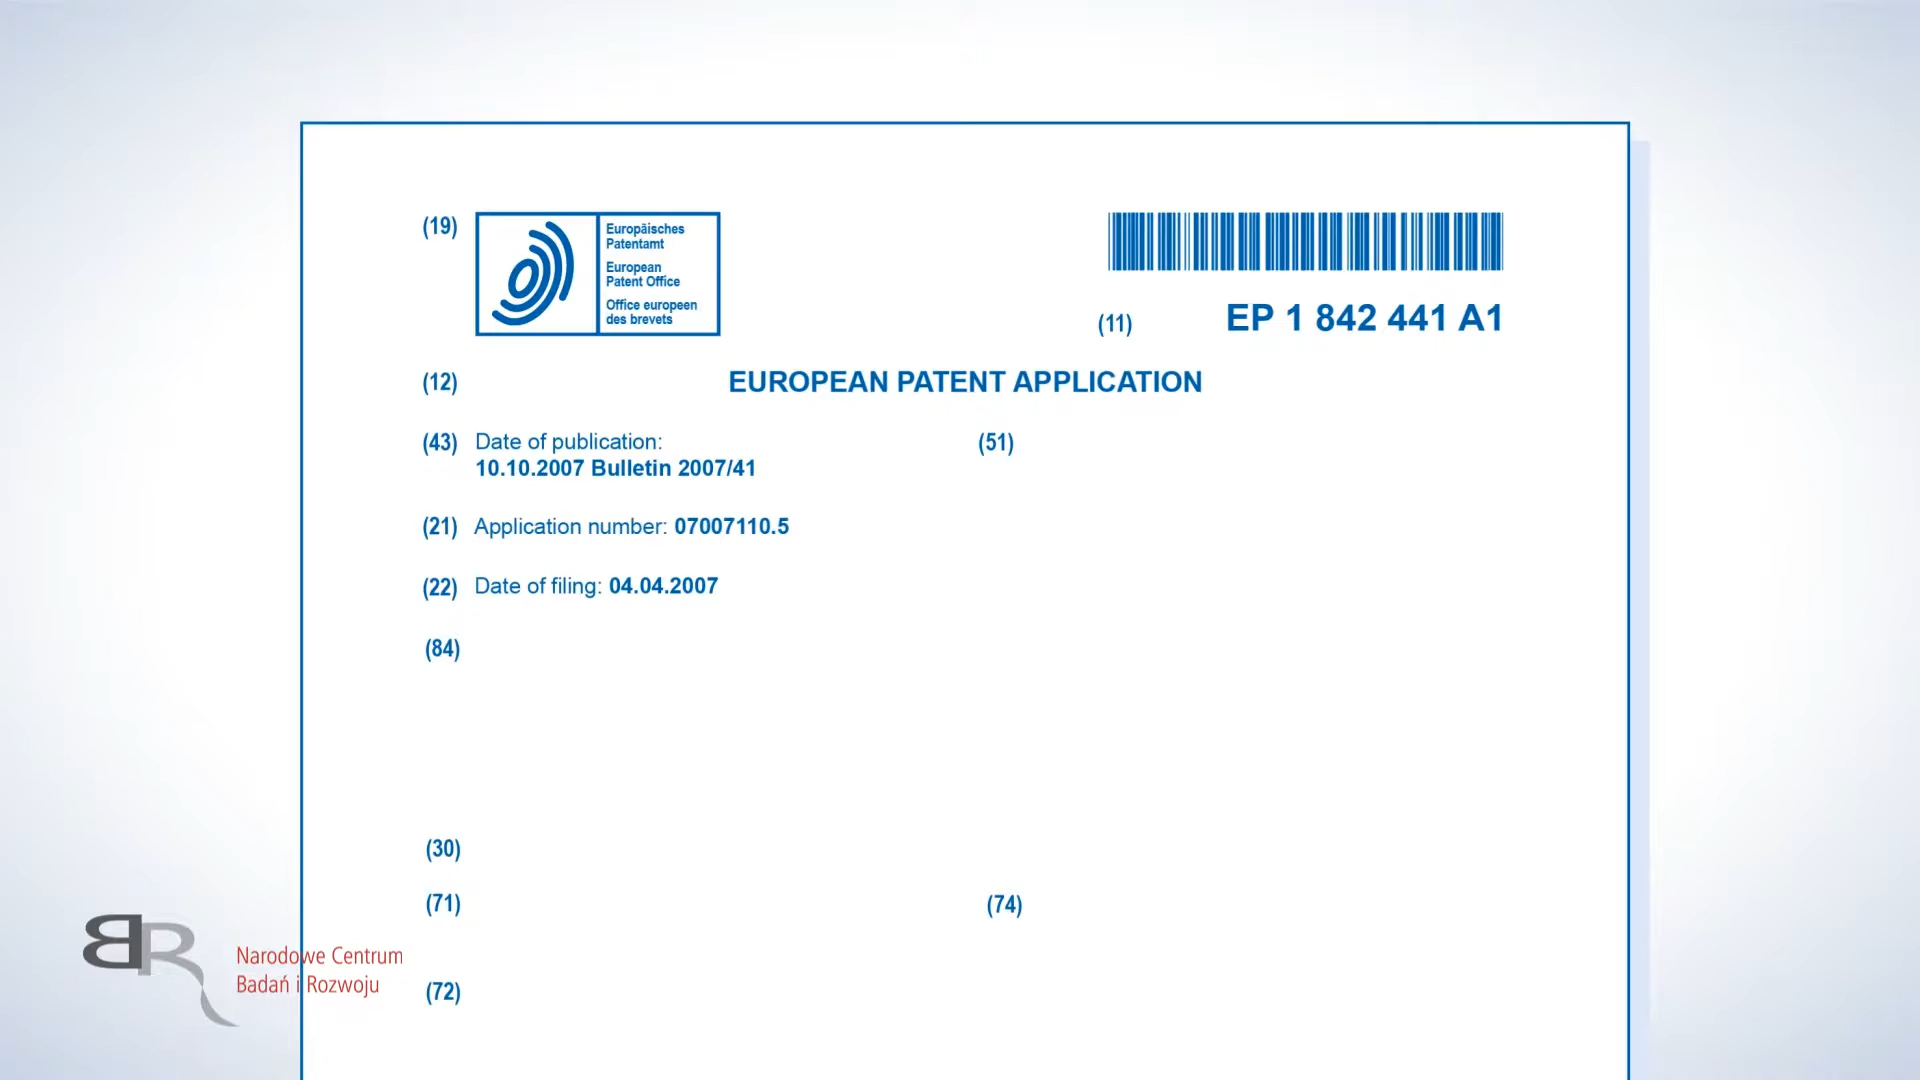 (19)
Europäisches
Patentamt
European
Patent Office
Office europeen
des brevets
(11)
EP 1 842 441 A1
(12)
EUROPEAN PATENT APPLICATION
(43) Date of publication:
10.10.2007 Bulletin 2007/41
(51)
(21) Application number: 07007110.5
(22) Date of filing: 04.04.2007
(84)
(30)
(71)
(74)
(72)
BR
Narodowe Centrum
Badań i Rozwoju